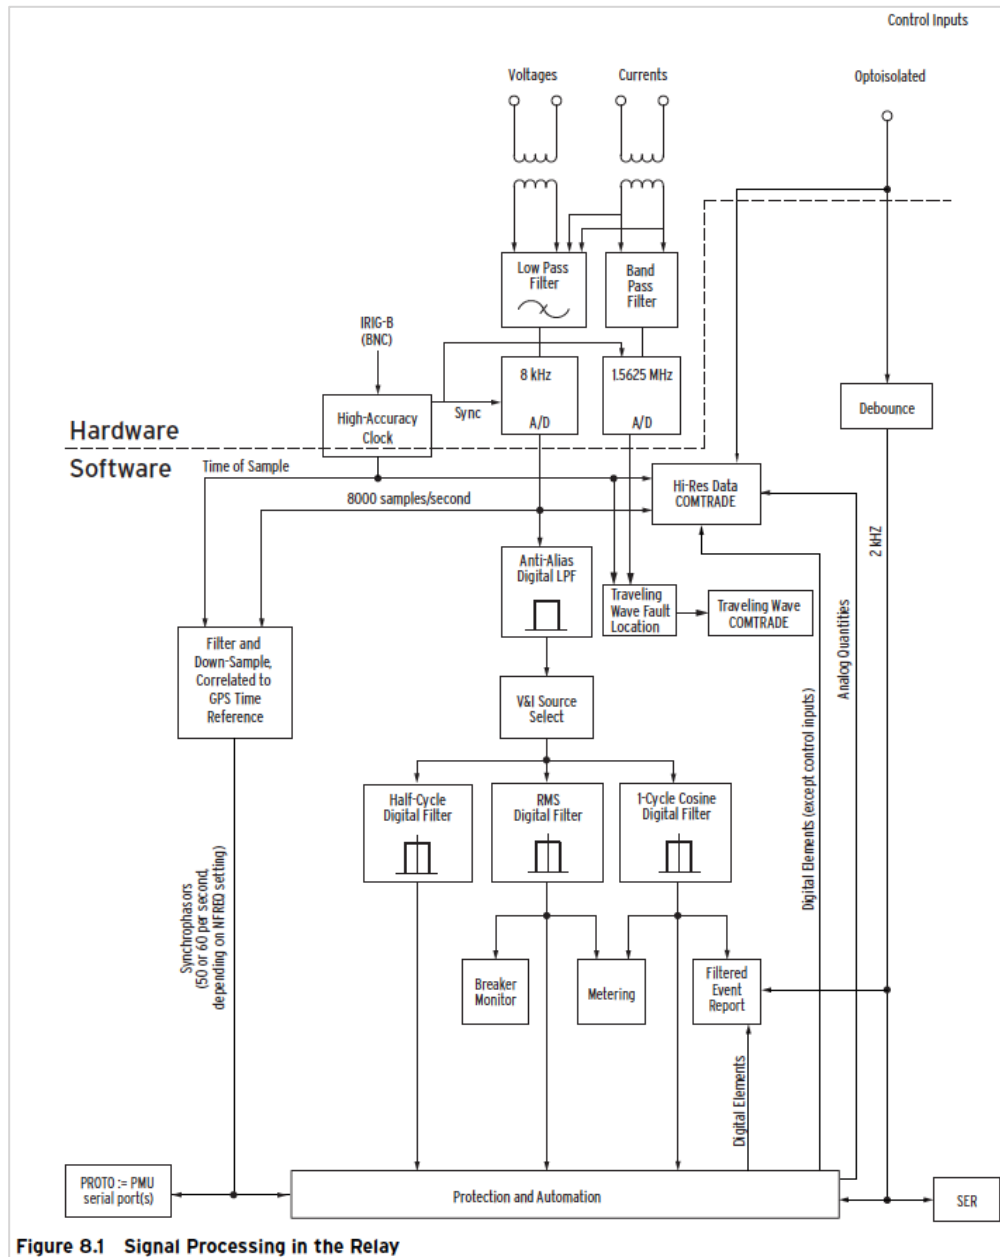 Control Inputs
Voltages
Currents
Optoisolated
Low Pass
Filter
Band
Pass
Filter
IRIG-B
(BNC)
8 kHz
A/D
1.5625 MHz
A/D
High-Accuracy
Clock
Sync
Debounce
Hardware
Software
Time of Sample
8000 samples/second
Hi-Res Data
COMTRADE
2 kHZ
Anti-Alias
Digital LPF
Traveling
Wave Fault
Location
Traveling Wave
COMTRADE
Analog Quantities
Digital Elements (except control inputs)
Filter and
Down-Sample,
Correlated to
GPS Time
Reference
V&I Source
Select
Half-Cycle
Digital Filter
RMS
Digital Filter
1-Cycle Cosine
Digital Filter
Synchrophasors
(50 or 60 per second,
depending on NFREQ setting)
Breaker
Monitor
Metering
Filtered
Event
Report
Digital Elements
PROTO := PMU
serial port(s)
Protection and Automation
SER
Figure 8.1 Signal Processing in the Relay